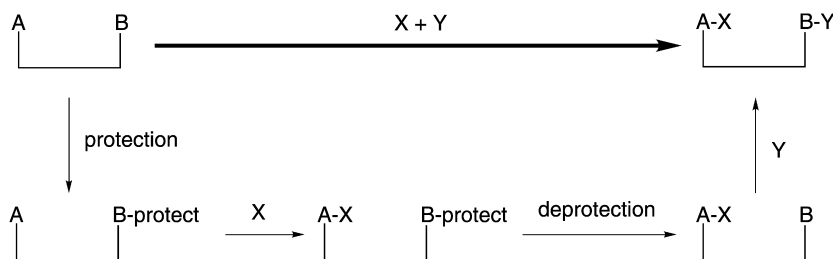 A B X + Y A-X B-Y
protection Y
A B-protect X A-X B-protect deprotection A-X B